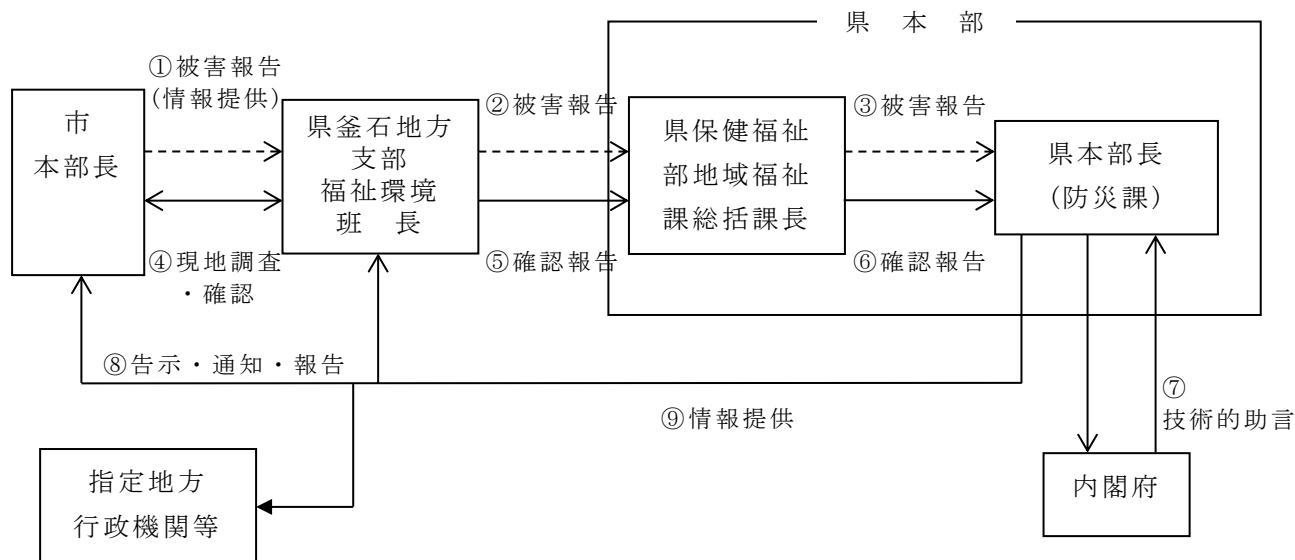 県 本 部
①被害報告
(情報提供)
市
本部長
県釜石地方
支部
福祉環境
班 長
②被害報告
県保健福祉
部地域福祉
課総括課長
③被害報告
県本部長
(防災課)
④現地調査
・確認
⑤確認報告
⑥確認報告
⑧告示・通知・報告
⑨情報提供
⑦
技術的助言
指定地方
行政機関等
内閣府